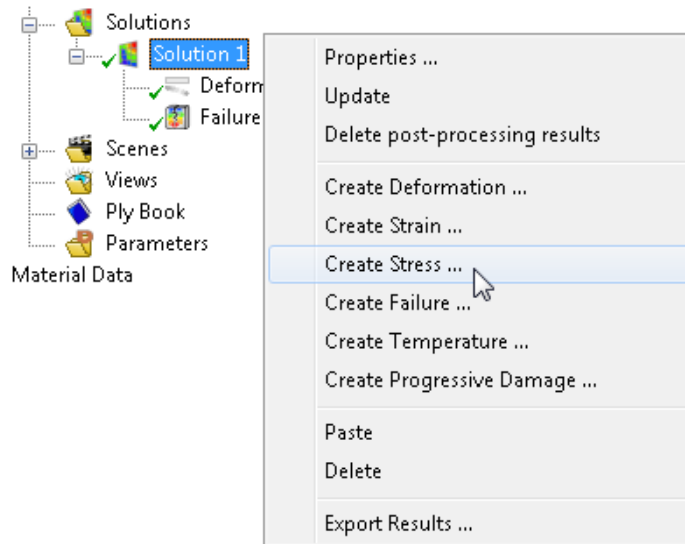 Solutions
Solution 1
Deform
Failure
Scenes
Views
Ply Book
Parameters
Material Data
Properties ...
Update
Delete post-processing results
Create Deformation ...
Create Strain ...
Create Stress ...
Create Failure ...
Create Temperature ...
Create Progressive Damage ...
Paste
Delete
Export Results ...